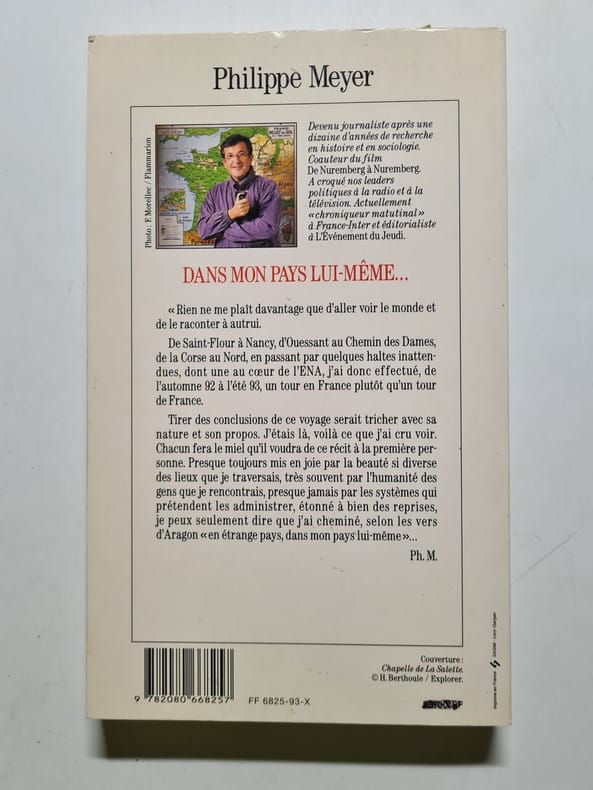 Philippe Meyer
Photo : F. Morellec / Flammarion
Devenu journaliste après une
dizaine d'années de recherche
en histoire et en sociologie.
Coauteur du film
De Nuremberg à Nuremberg.
A croqué nos leaders
politiques à la radio et à la
télévision. Actuellement
« chroniqueur matutinal »
à France-Inter et éditorialiste
à L'Événement du Jeudi.
DANS MON PAYS LUI-MÊME...
« Rien ne me plaît davantage que d'aller voir le monde et
de le raconter à autrui.
De Saint-Flour à Nancy, d'Ouessant au Chemin des Dames,
de la Corse au Nord, en passant par quelques haltes inatten-
dues, dont une au cœur de l'ENA, j'ai donc effectué, de
l'automne 92 à l'été 93, un tour en France plutôt qu'un tour
de France.
Tirer des conclusions de ce voyage serait tricher avec sa
nature et son propos. J'étais là, voilà ce que j'ai cru voir.
Chacun fera le miel qu'il voudra de ce récit à la première per-
sonne. Presque toujours mis en joie par la beauté si diverse
des lieux que je traversais, très souvent par l'humanité des
gens que je rencontrais, presque jamais par les systèmes qui
prétendent les administrer, étonné à bien des reprises,
je peux seulement dire que j'ai cheminé, selon les vers
d'Aragon « en étrange pays, dans mon pays lui-même »...
Ph. M.
9 782080 668257
FF 6825-93-X
Couverture :
Chapelle de La Salette.
© H. Berthoule / Explorer.
Imprimé en France